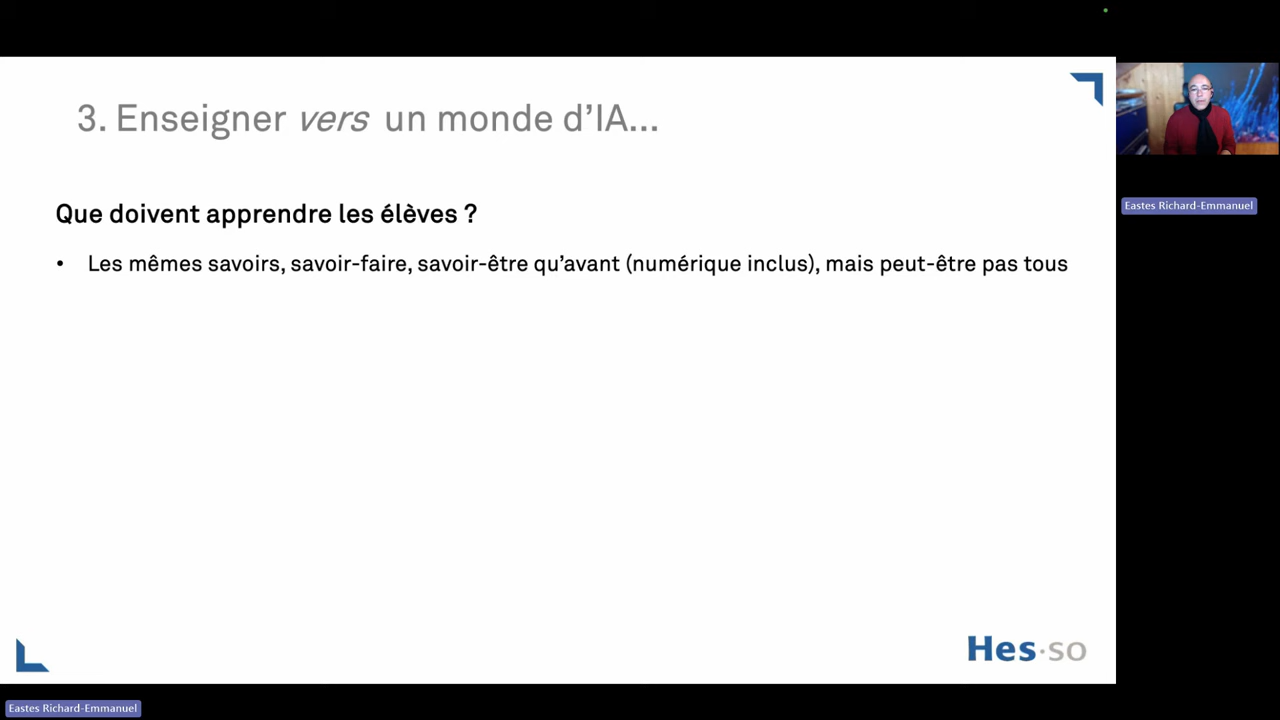 3. Enseigner vers un monde d'IA...
Que doivent apprendre les élèves ?
• Les mêmes savoirs, savoir-faire, savoir-être qu'avant (numérique inclus), mais peut-être pas tous
Hes·so
Eastes Richard-Emmanuel
Eastes Richard-Emmanuel